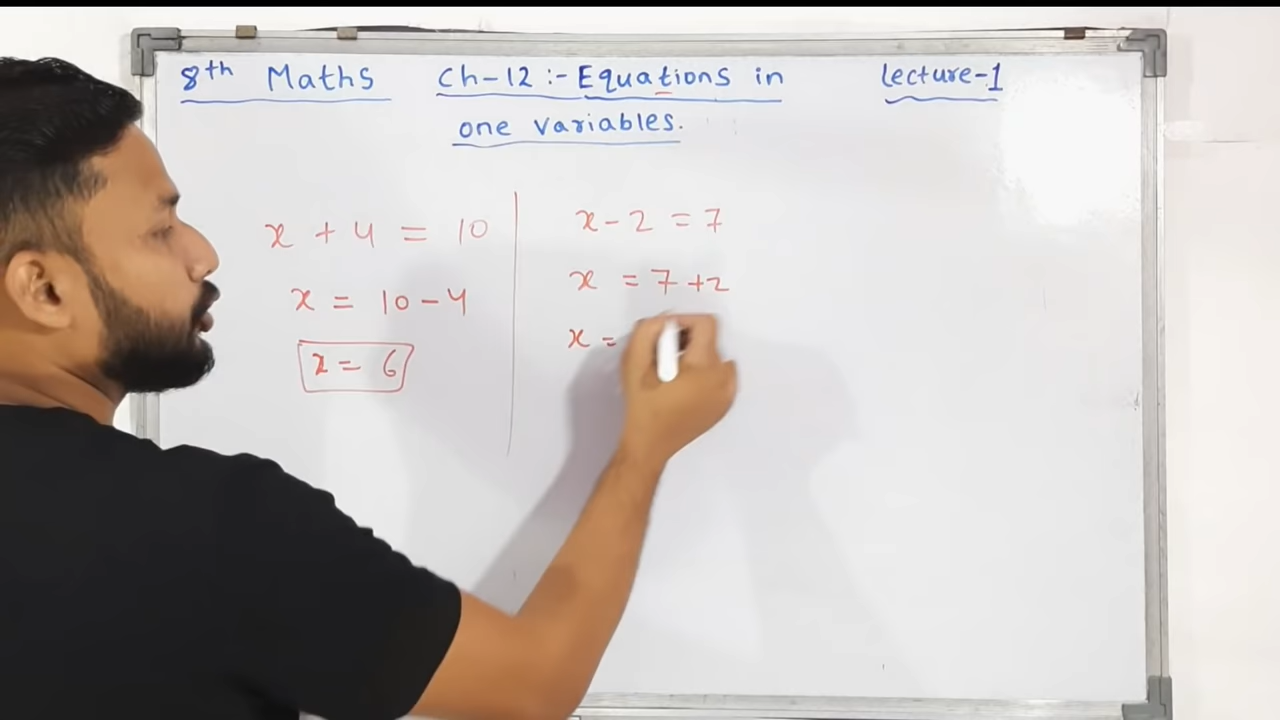 8th Maths Ch-12 :- Equations in one variables. Lecture-1
x + 4 = 10
x = 10 - 4
x = 6
x - 2 = 7
x = 7 + 2
x =